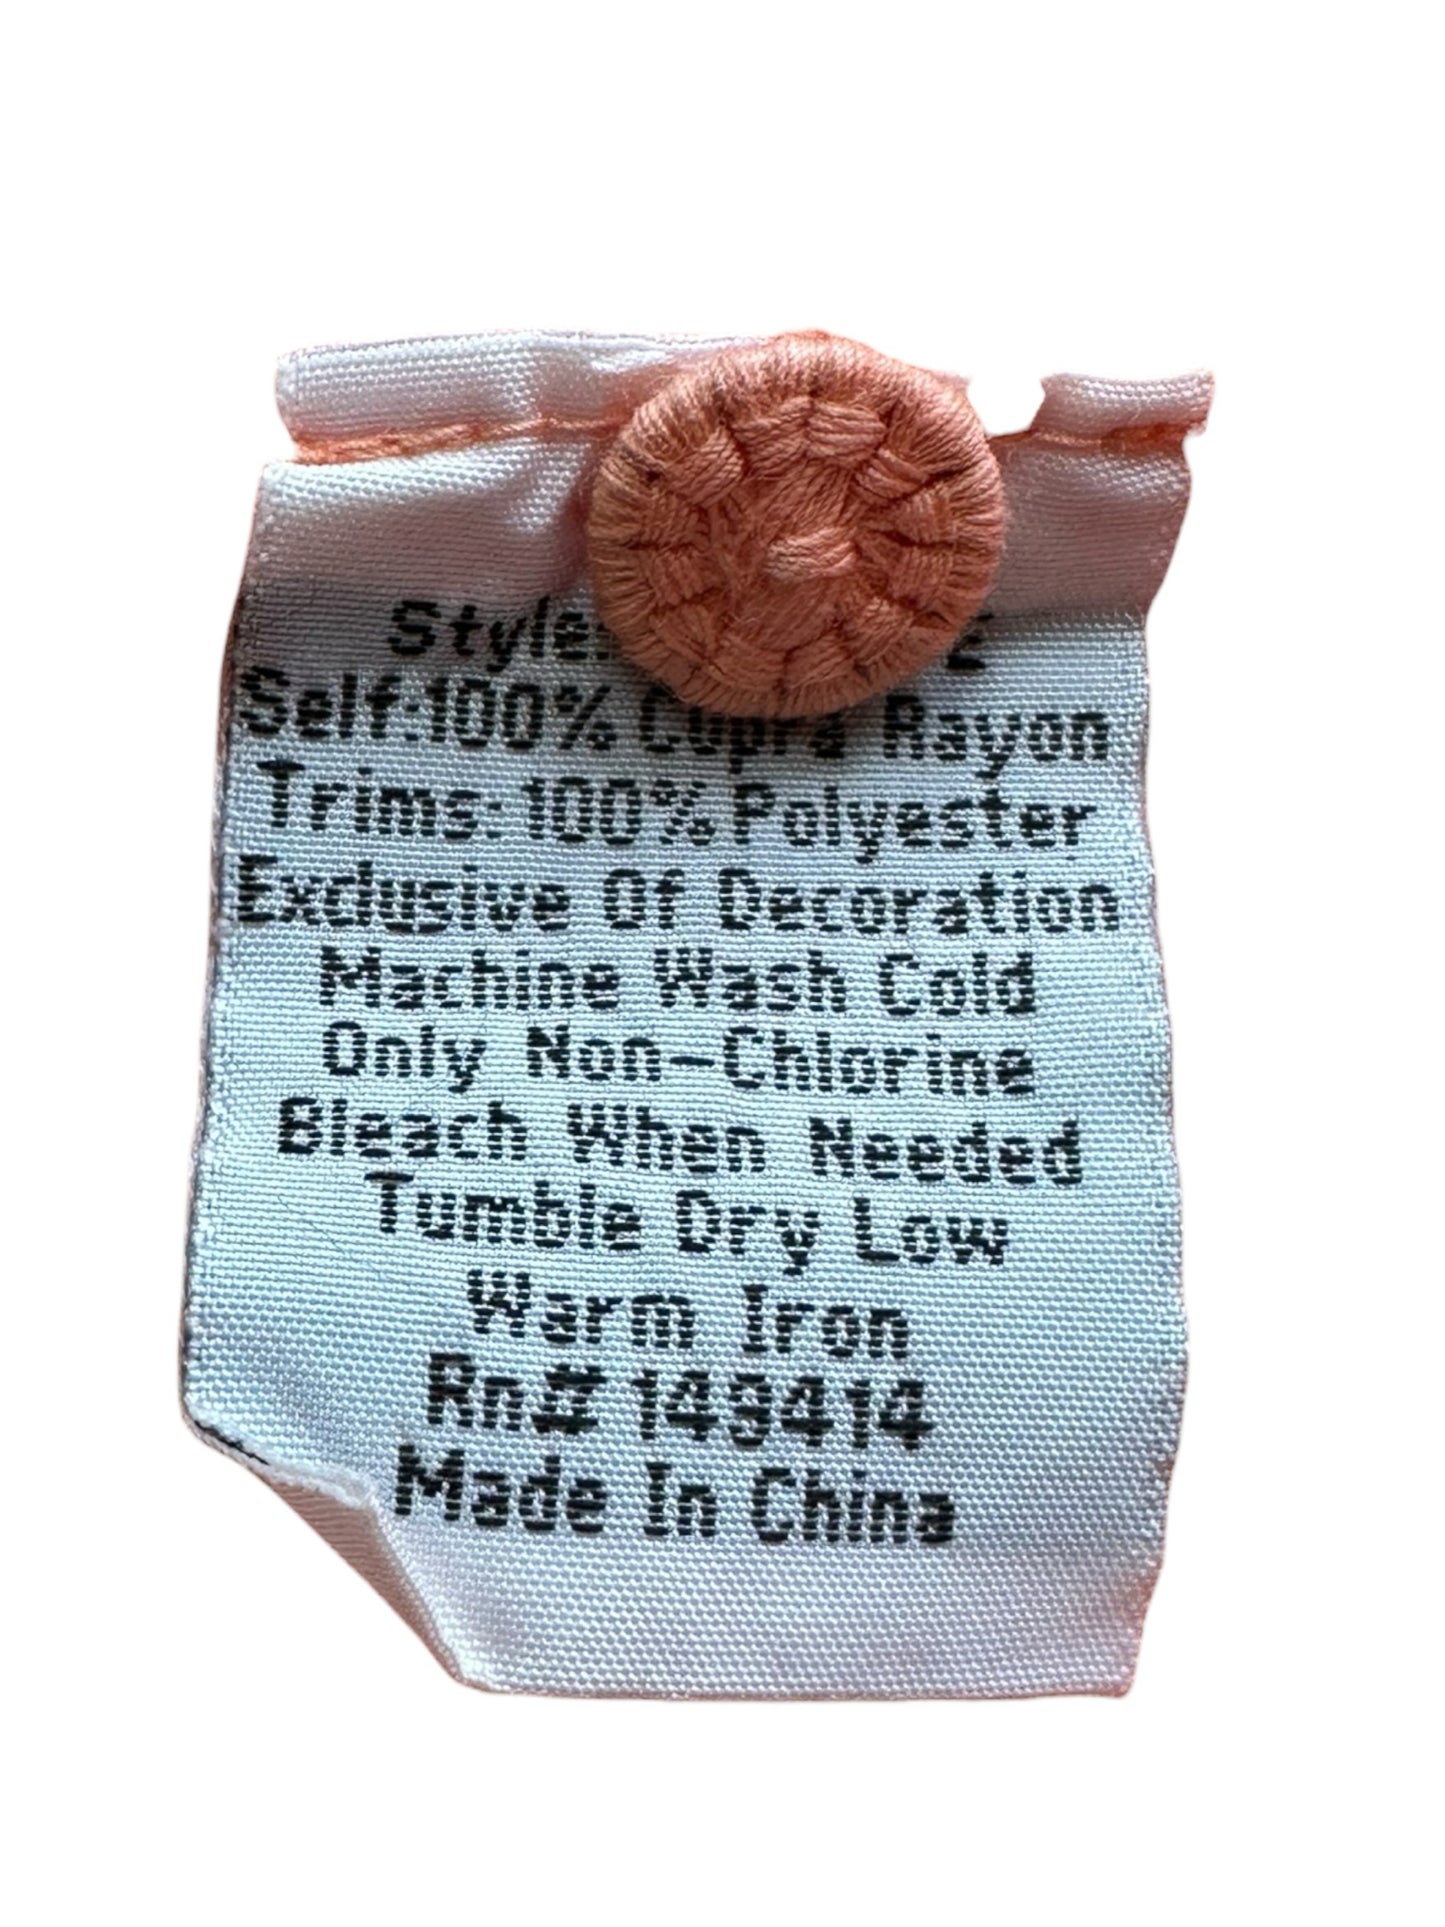 Style:
Self:100% Cupra Rayon
Trims: 100% Polyester
Exclusive Of Decoration
Machine Wash Cold
Only Non-Chlorine
Bleach When Needed
Tumble Dry Low
Warm Iron
Rn# 149414
Made In China